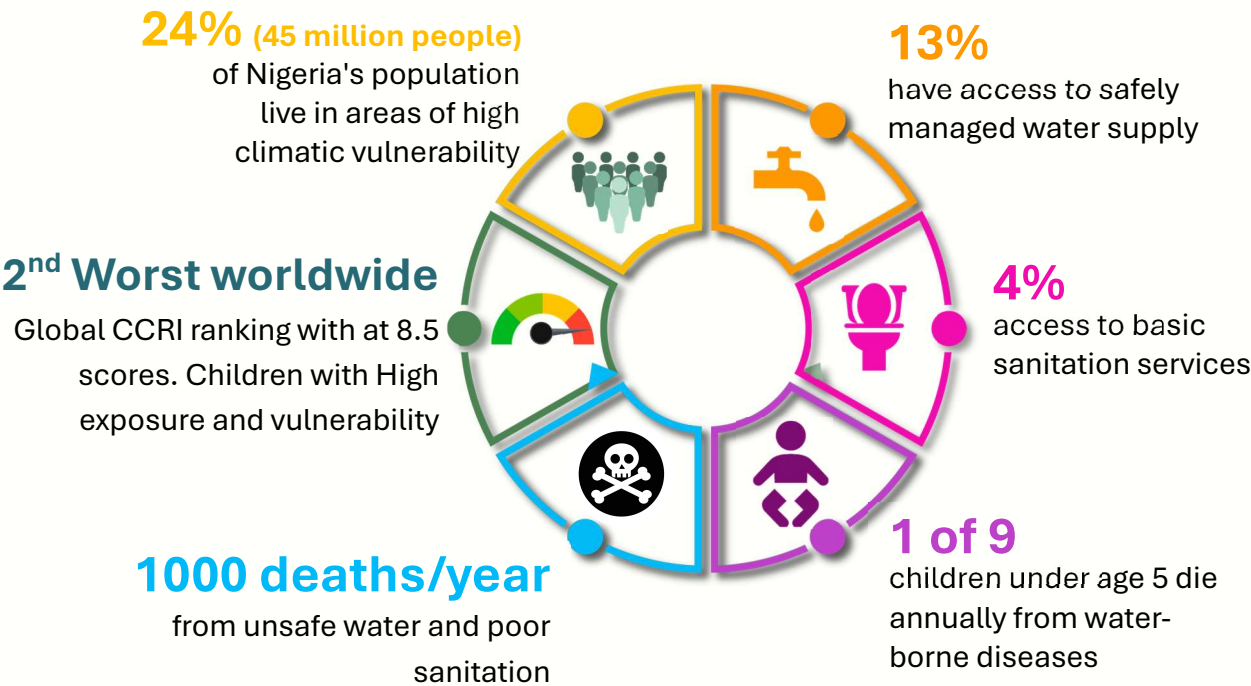 24% (45 million people)
of Nigeria's population
live in areas of high
climatic vulnerability
13%
have access to safely
managed water supply
2nd Worst worldwide
Global CCRI ranking with at 8.5
scores. Children with High
exposure and vulnerability
4%
access to basic
sanitation services
1000 deaths/year
from unsafe water and poor
sanitation
1 of 9
children under age 5 die
annually from water-
borne diseases